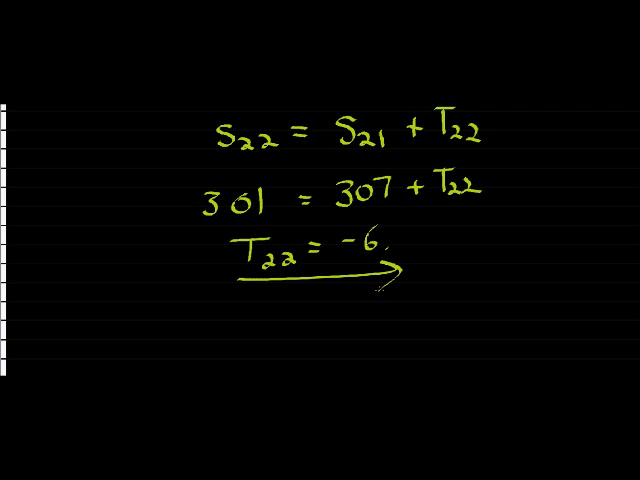 S22 = S21 + T22
301 = 307 + T22
T22 = -6.